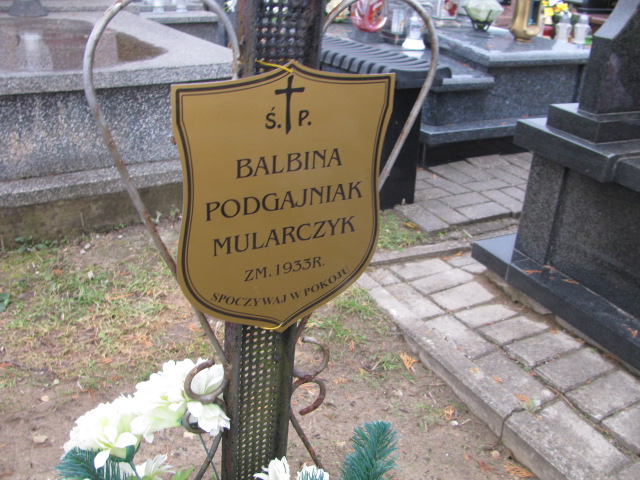 Ś.P.
BALBINA
PODGAJNIAK
MULARCZYK
ZM. 1933R.
SPOCZYWAJ W POKOJU